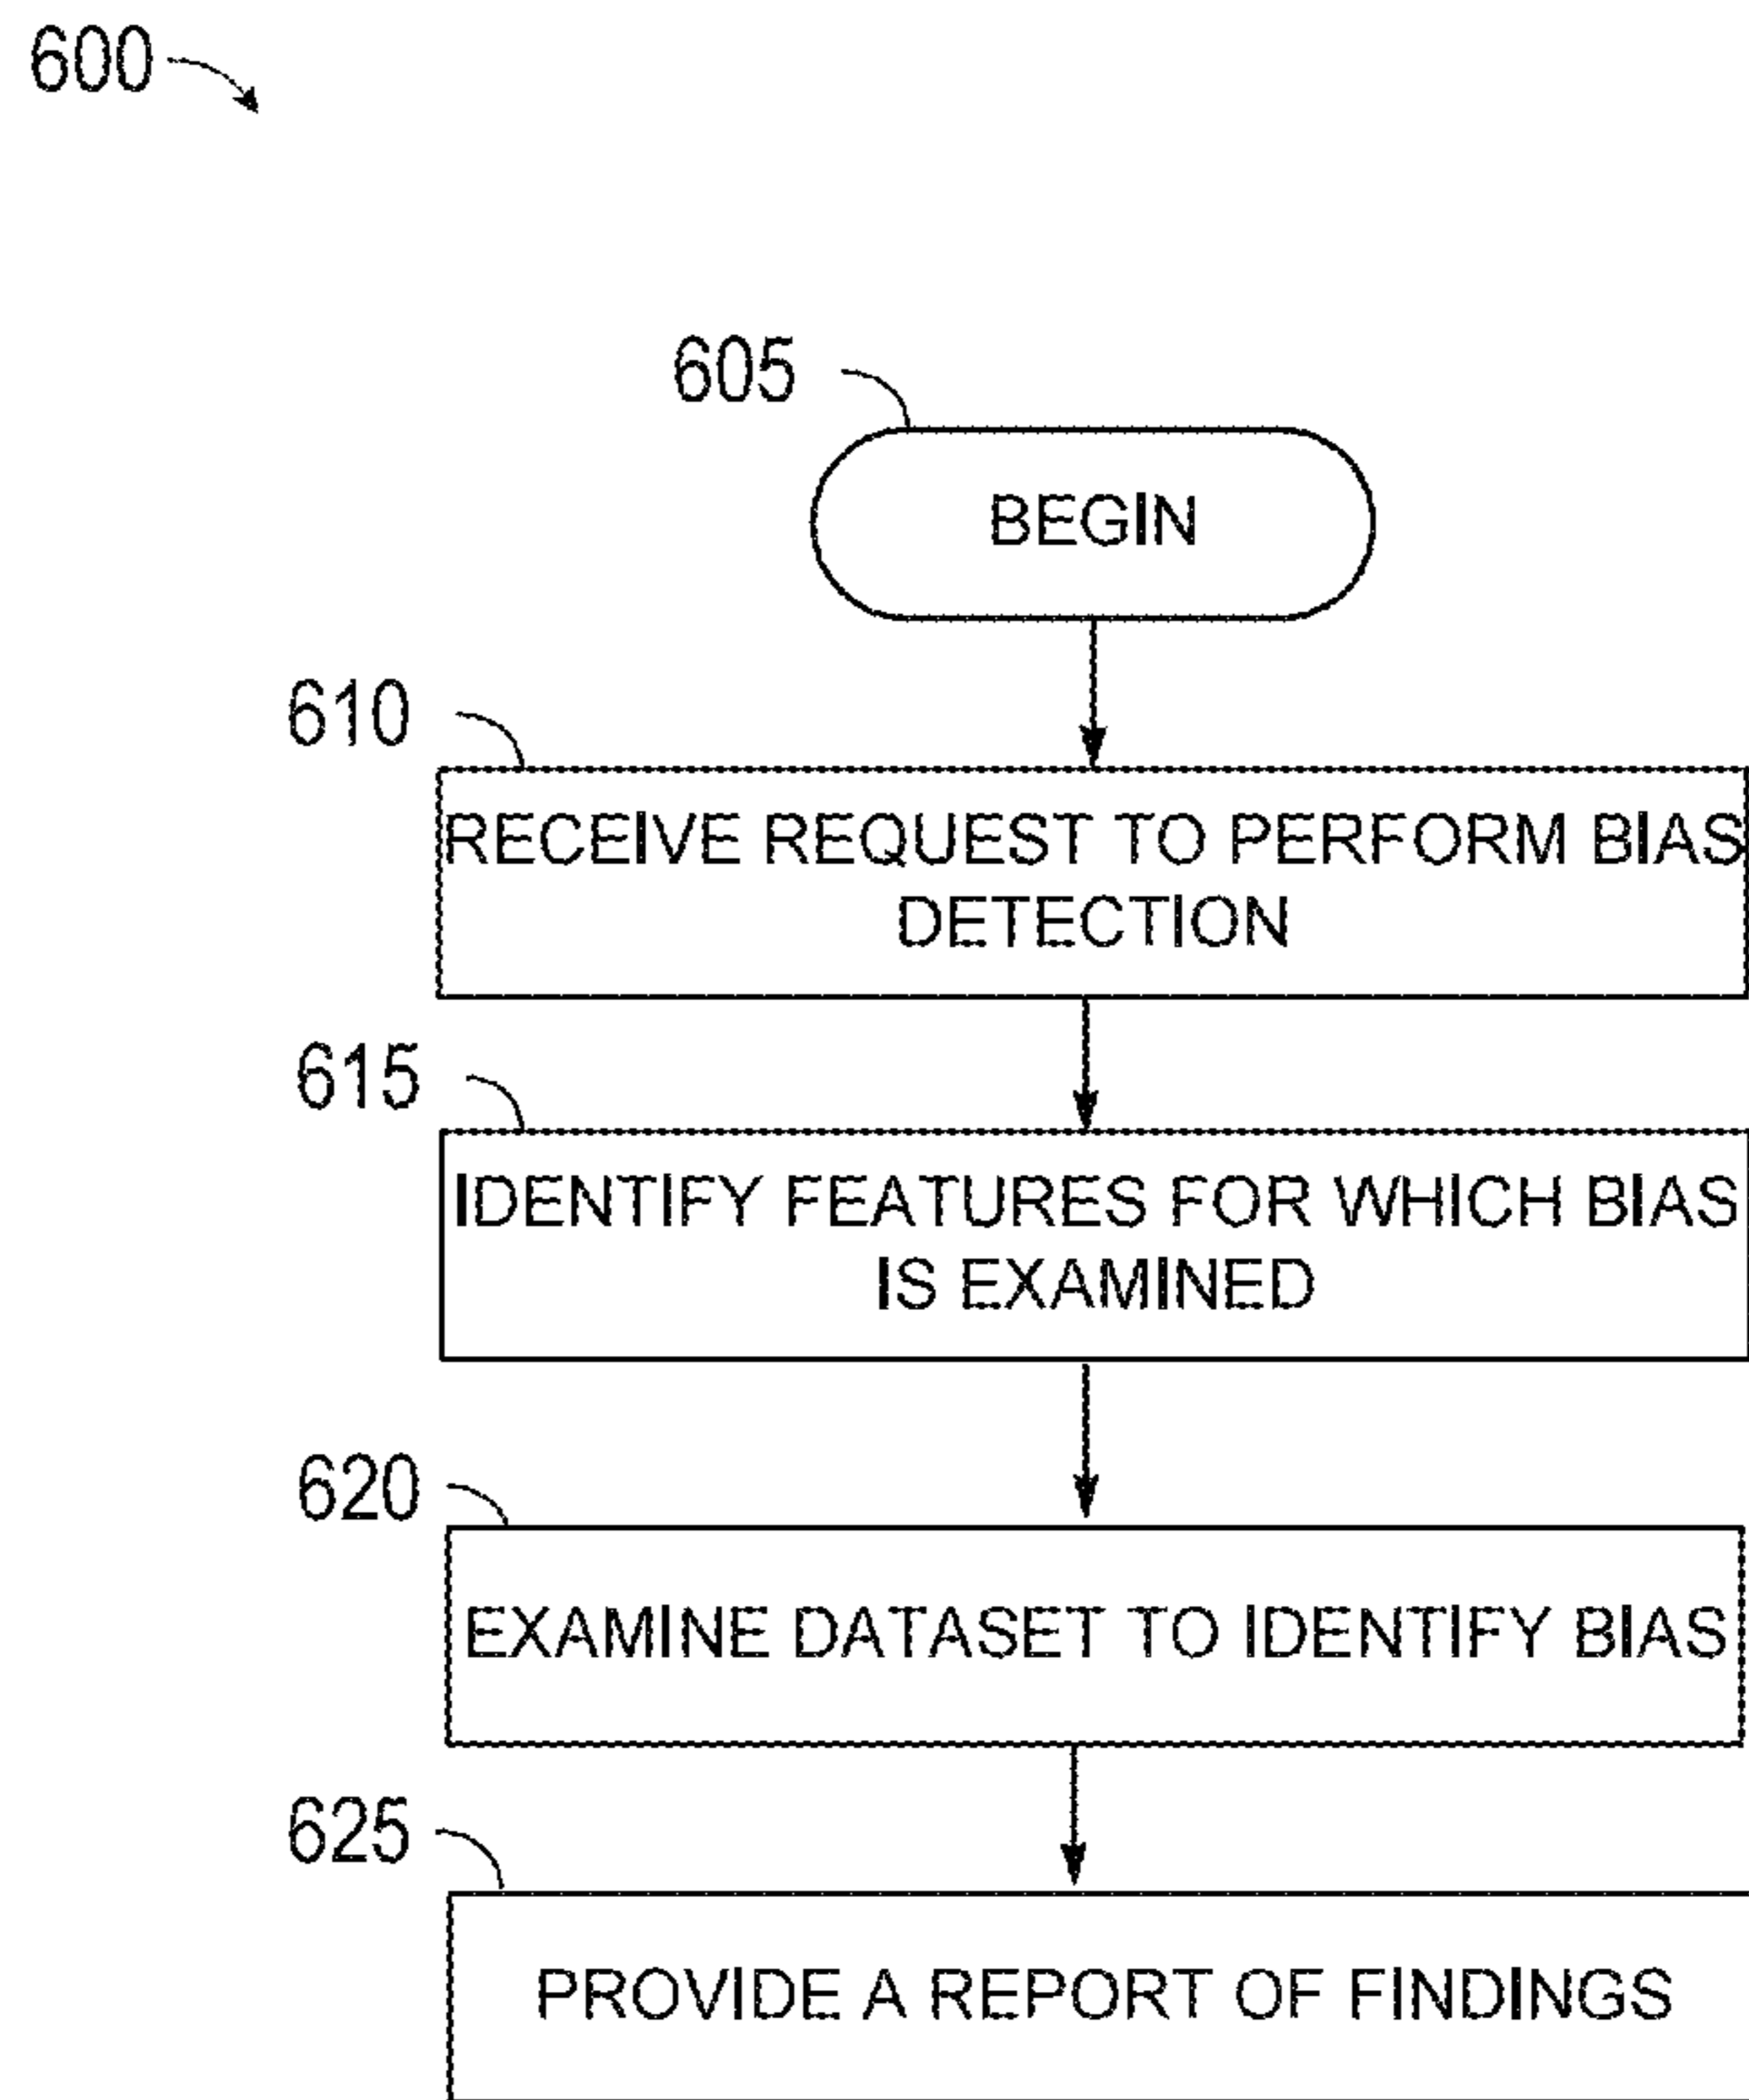 600
605
BEGIN
610
RECEIVE REQUEST TO PERFORM BIAS
DETECTION
615
IDENTIFY FEATURES FOR WHICH BIAS
IS EXAMINED
620
EXAMINE DATASET TO IDENTIFY BIAS
625
PROVIDE A REPORT OF FINDINGS